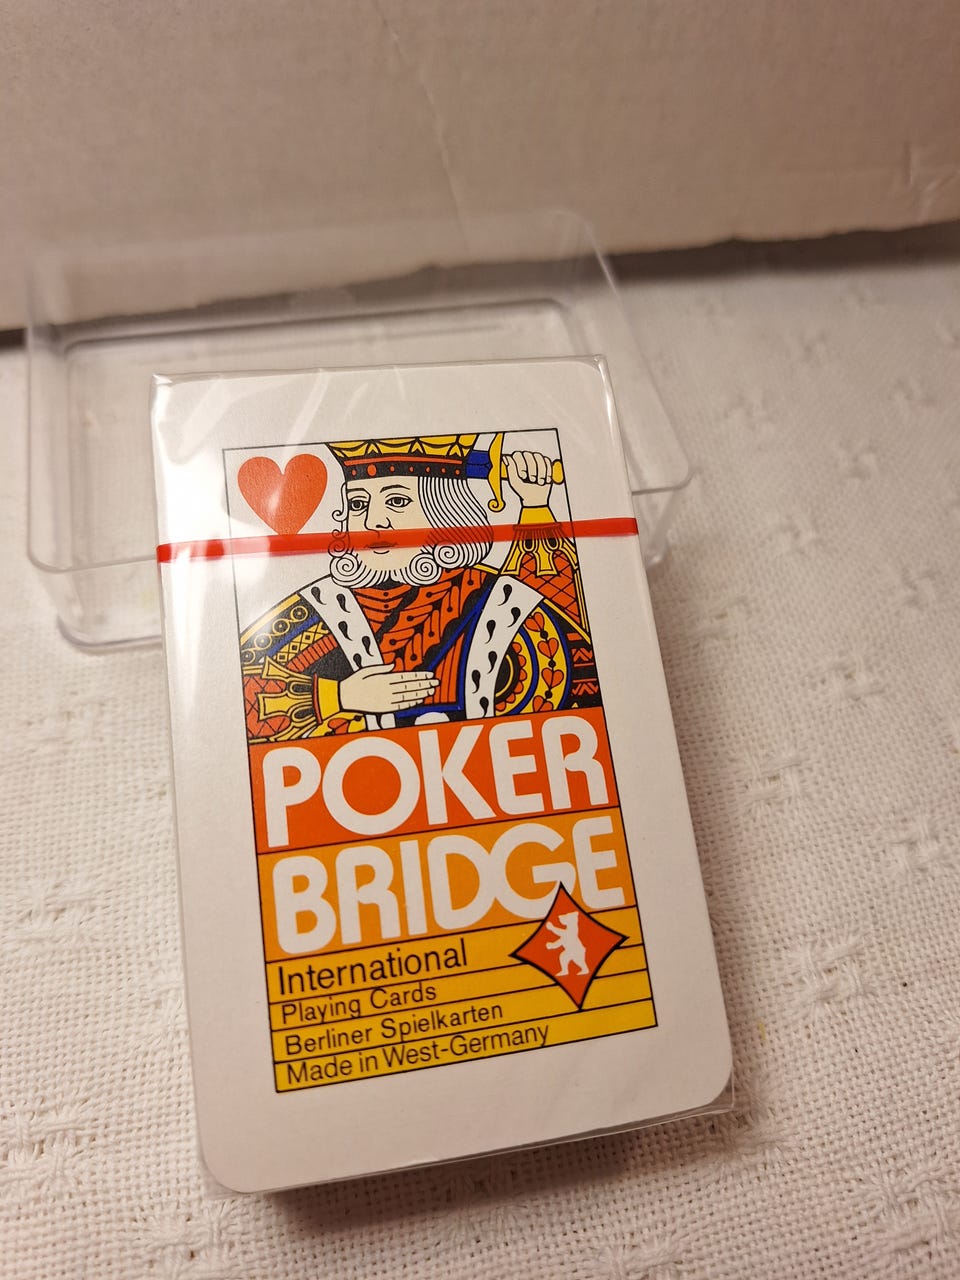 POKER
BRIDGE
International
Playing Cards
Berliner Spielkarten
Made in West-Germany